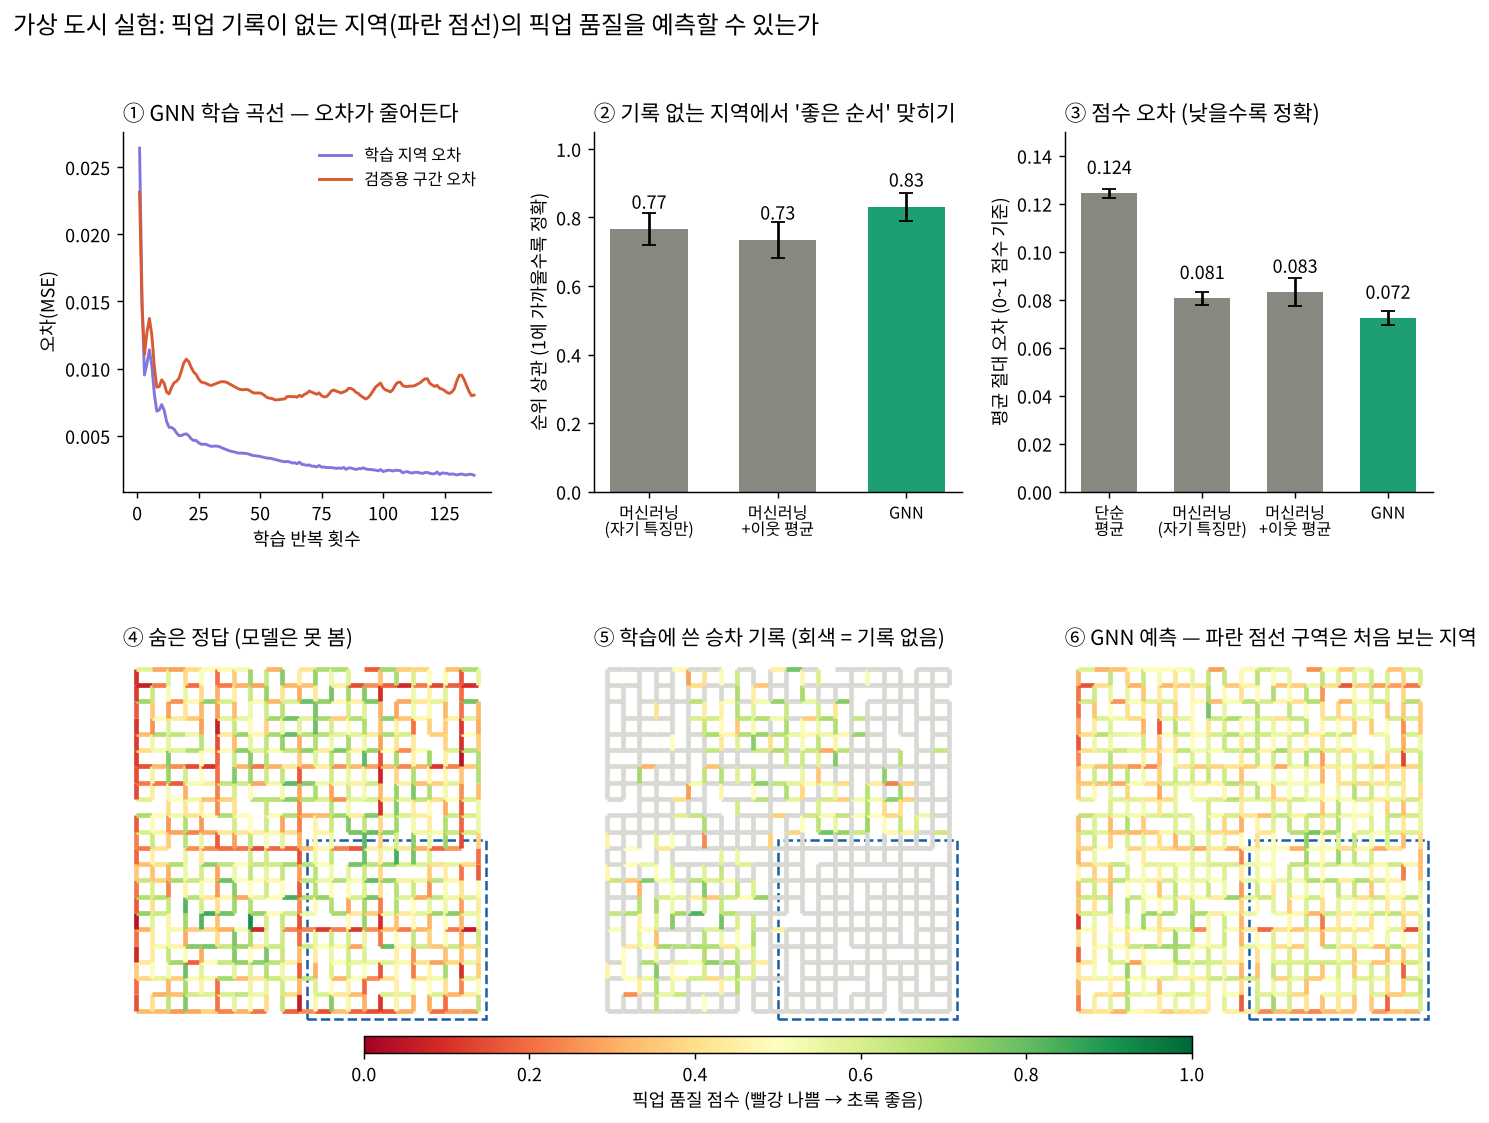 가상 도시 실험: 픽업 기록이 없는 지역(파란 점선)의 픽업 품질을 예측할 수 있는가
① GNN 학습 곡선 — 오차가 줄어든다
오차(MSE)
0.025
0.020
0.015
0.010
0.005
학습 지역 오차
검증용 구간 오차
0 25 50 75 100 125
학습 반복 횟수
② 기록 없는 지역에서 '좋은 순서' 맞히기
순위 상관 (1에 가까울수록 정확)
1.0
0.8
0.6
0.4
0.2
0.0
0.77
0.73
0.83
머신러닝
(자기 특징만)
머신러닝
+이웃 평균
GNN
③ 점수 오차 (낮을수록 정확)
평균 절대 오차 (0~1 점수 기준)
0.14
0.12
0.10
0.08
0.06
0.04
0.02
0.00
0.124
0.081
0.083
0.072
단순
평균
머신러닝
(자기 특징만)
머신러닝
+이웃 평균
GNN
④ 숨은 정답 (모델은 못 봄)
⑤ 학습에 쓴 승차 기록 (회색 = 기록 없음)
⑥ GNN 예측 — 파란 점선 구역은 처음 보는 지역
0.0 0.2 0.4 0.6 0.8 1.0
픽업 품질 점수 (빨강 나쁨 → 초록 좋음)